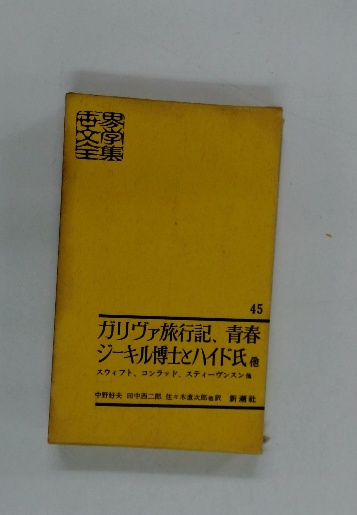 世界文学全集
45
ガリヴァ旅行記、青春
ジーキル博士とハイド氏 他
スウィフト、コンラッド、スティーヴンスン 他
中野好夫 田中西二郎 佐々木直次郎 他訳 新潮社